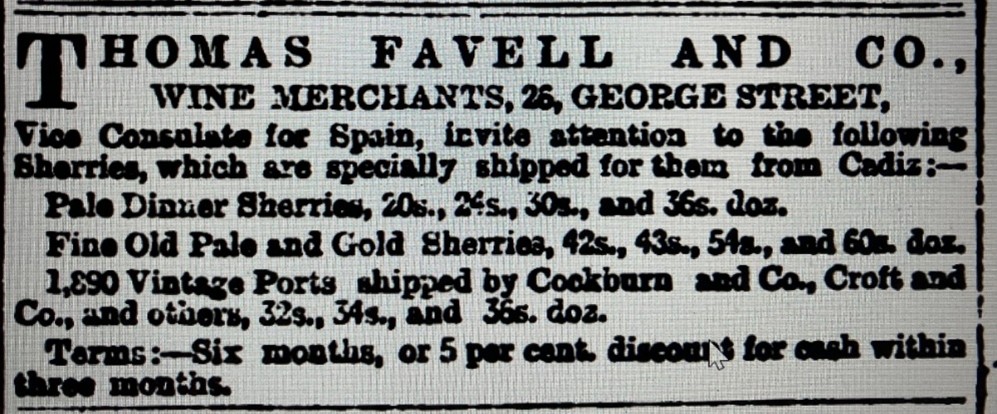 THOMAS FAVELL AND CO.,
WINE MERCHANTS, 26, GEORGE STREET,
Vice Consulate for Spain, invite attention to the following
Sherries, which are specially shipped for them from Cadiz:—
Pale Dinner Sherries, 20s., 24s., 30s., and 36s. doz.
Fine Old Pale and Gold Sherries, 42s., 43s., 54s., and 60s. doz.
1,890 Vintage Ports shipped by Cockburn and Co., Croft and
Co., and others, 32s., 34s., and 36s. doz.
Terms:—Six months, or 5 per cent. discount for cash within
three months.